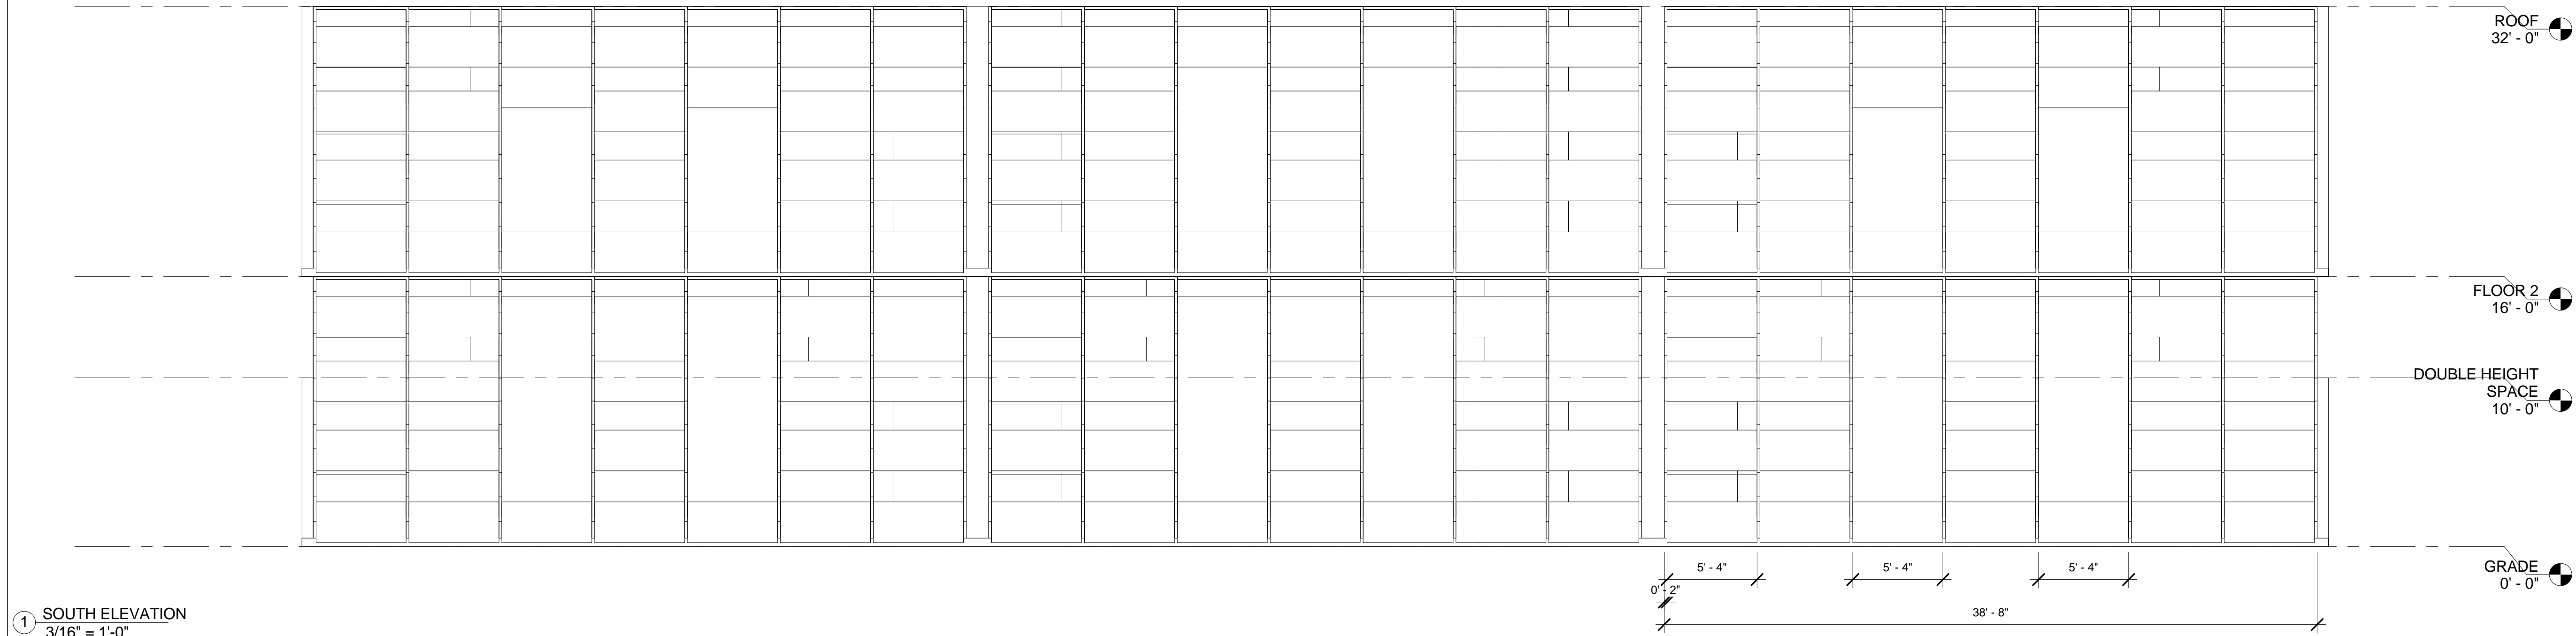 ROOF
32' - 0"
FLOOR 2
16' - 0"
DOUBLE HEIGHT
SPACE
10' - 0"
GRADE
0' - 0"
5' - 4"
5' - 4"
5' - 4"
0' - 2"
38' - 8"
1
SOUTH ELEVATION
3/16" = 1'-0"